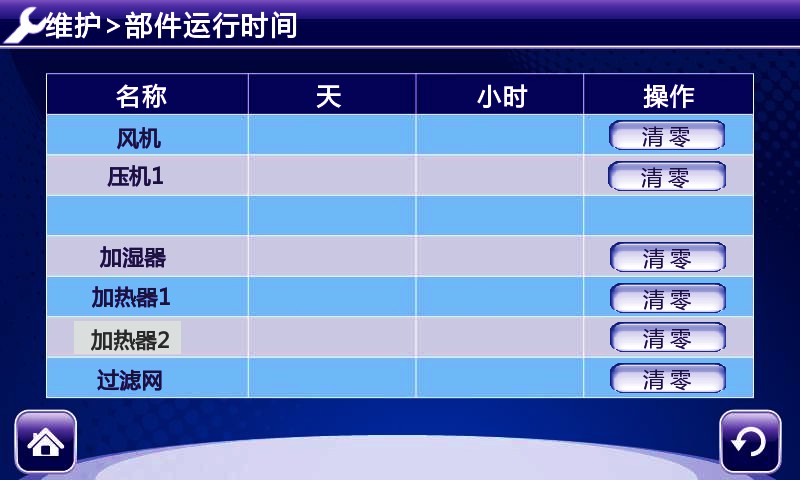 维护>部件运行时间
名称 天 小时 操作
风机 清零
压机1 清零
加湿器 清零
加热器1 清零
加热器2 清零
过滤网 清零